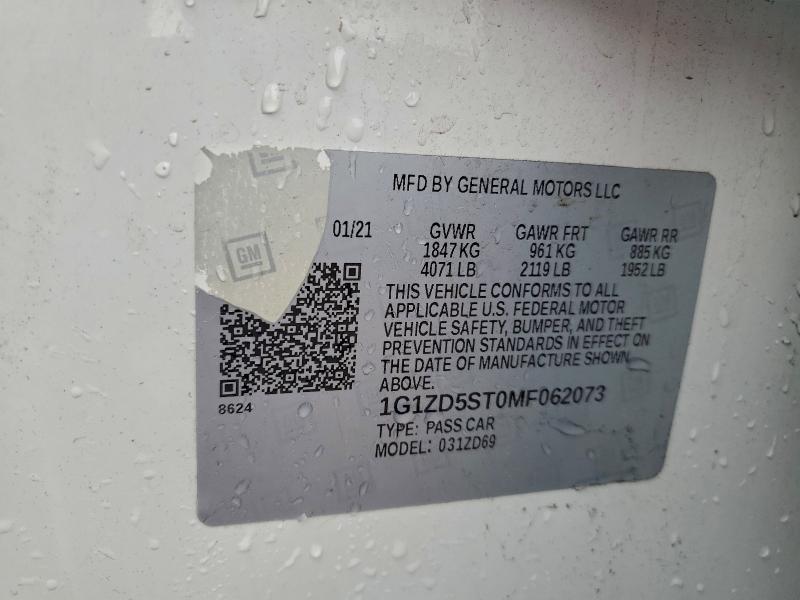 GM
MFD BY GENERAL MOTORS LLC
01/21 GVWR GAWR FRT GAWR RR
1847 KG 961 KG 885 KG
4071 LB 2119 LB 1952 LB
THIS VEHICLE CONFORMS TO ALL
APPLICABLE U.S. FEDERAL MOTOR
VEHICLE SAFETY, BUMPER, AND THEFT
PREVENTION STANDARDS IN EFFECT ON
THE DATE OF MANUFACTURE SHOWN
ABOVE.
8624
1G1ZD5ST0MF062073
TYPE: PASS CAR
MODEL: 031ZD69